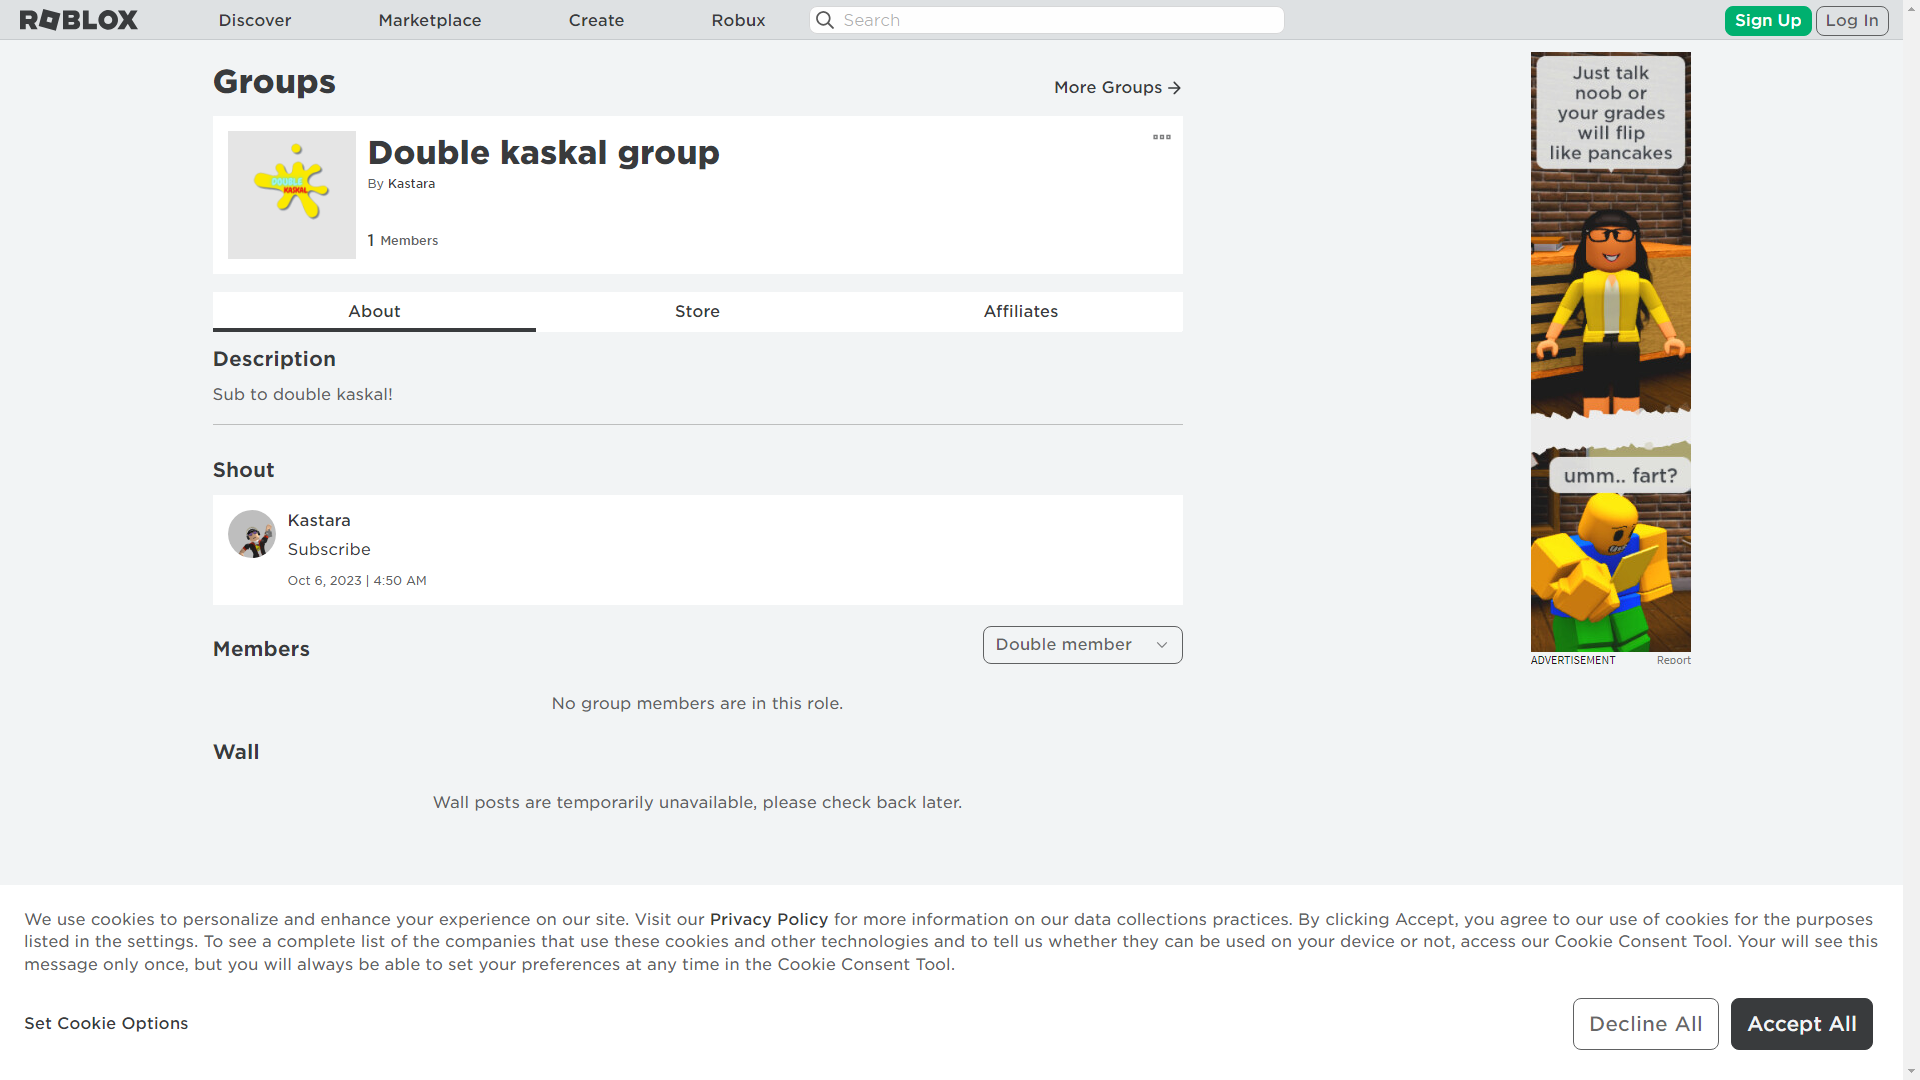 ROBLOX
Discover
Marketplace
Create
Robux
Search
Sign Up
Log In
Groups
More Groups
DOUBLE
KASKAL
Double kaskal group
By Kastara
1 Members
About
Store
Affiliates
Description
Sub to double kaskal!
Shout
Kastara
Subscribe
Oct 6, 2023 | 4:50 AM
Members
Double member
No group members are in this role.
Wall
Wall posts are temporarily unavailable, please check back later.
Just talk
noob or
your grades
will flip
like pancakes
umm.. fart?
ADVERTISEMENT
Report
We use cookies to personalize and enhance your experience on our site. Visit our Privacy Policy for more information on our data collections practices. By clicking Accept, you agree to our use of cookies for the purposes
listed in the settings. To see a complete list of the companies that use these cookies and other technologies and to tell us whether they can be used on your device or not, access our Cookie Consent Tool. Your will see this
message only once, but you will always be able to set your preferences at any time in the Cookie Consent Tool.
Set Cookie Options
Decline All
Accept All